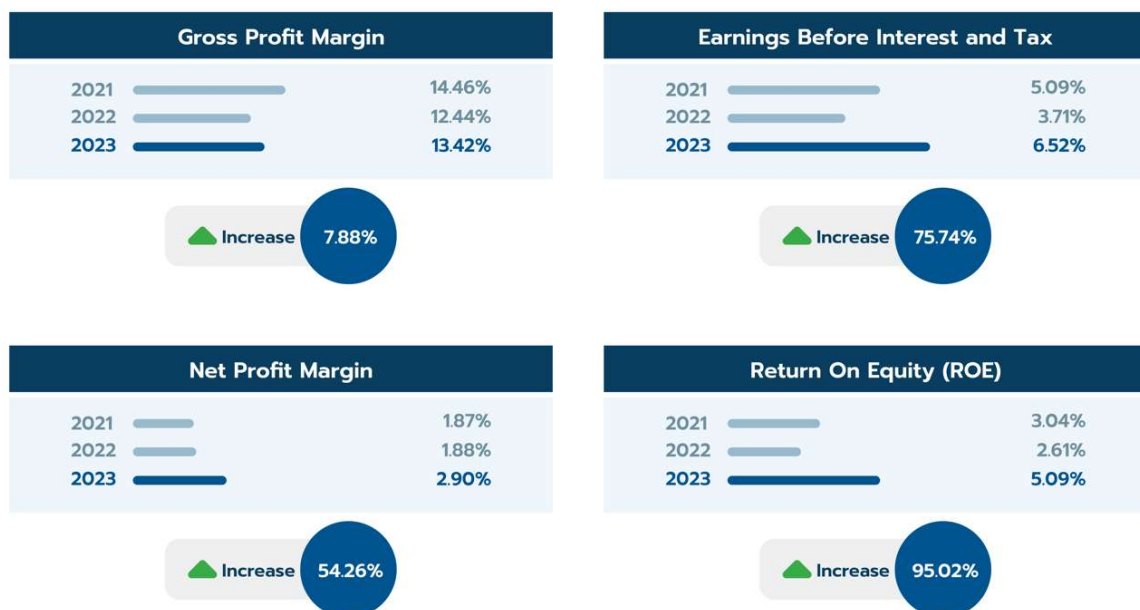 Gross Profit Margin
2021 14.46%
2022 12.44%
2023 13.42%
Increase 7.88%
Earnings Before Interest and Tax
2021 5.09%
2022 3.71%
2023 6.52%
Increase 75.74%
Net Profit Margin
2021 1.87%
2022 1.88%
2023 2.90%
Increase 54.26%
Return On Equity (ROE)
2021 3.04%
2022 2.61%
2023 5.09%
Increase 95.02%